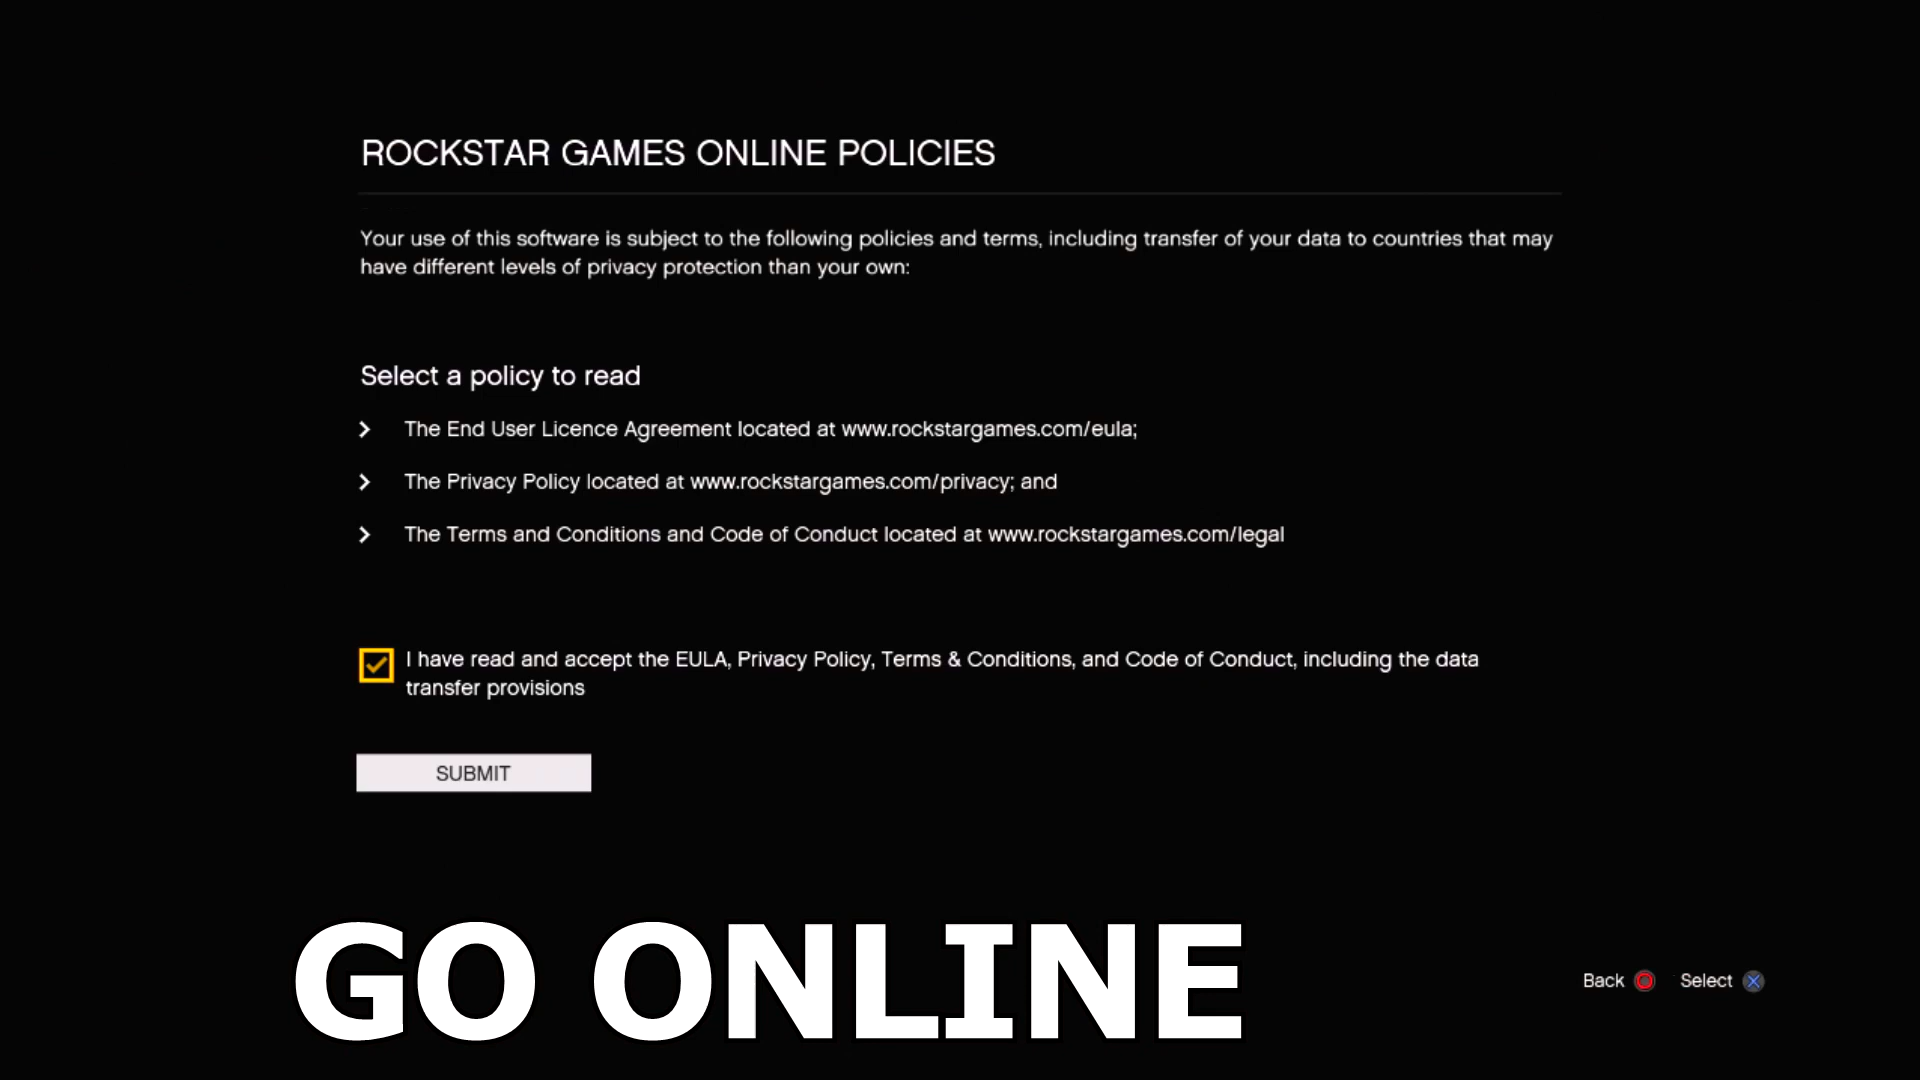 ROCKSTAR GAMES ONLINE POLICIES
Your use of this software is subject to the following policies and terms, including transfer of your data to countries that may
have different levels of privacy protection than your own:
Select a policy to read
The End User Licence Agreement located at www.rockstargames.com/eula;
The Privacy Policy located at www.rockstargames.com/privacy; and
The Terms and Conditions and Code of Conduct located at www.rockstargames.com/legal
I have read and accept the EULA, Privacy Policy, Terms & Conditions, and Code of Conduct, including the data
transfer provisions
SUBMIT
GO ONLINE
Back Select